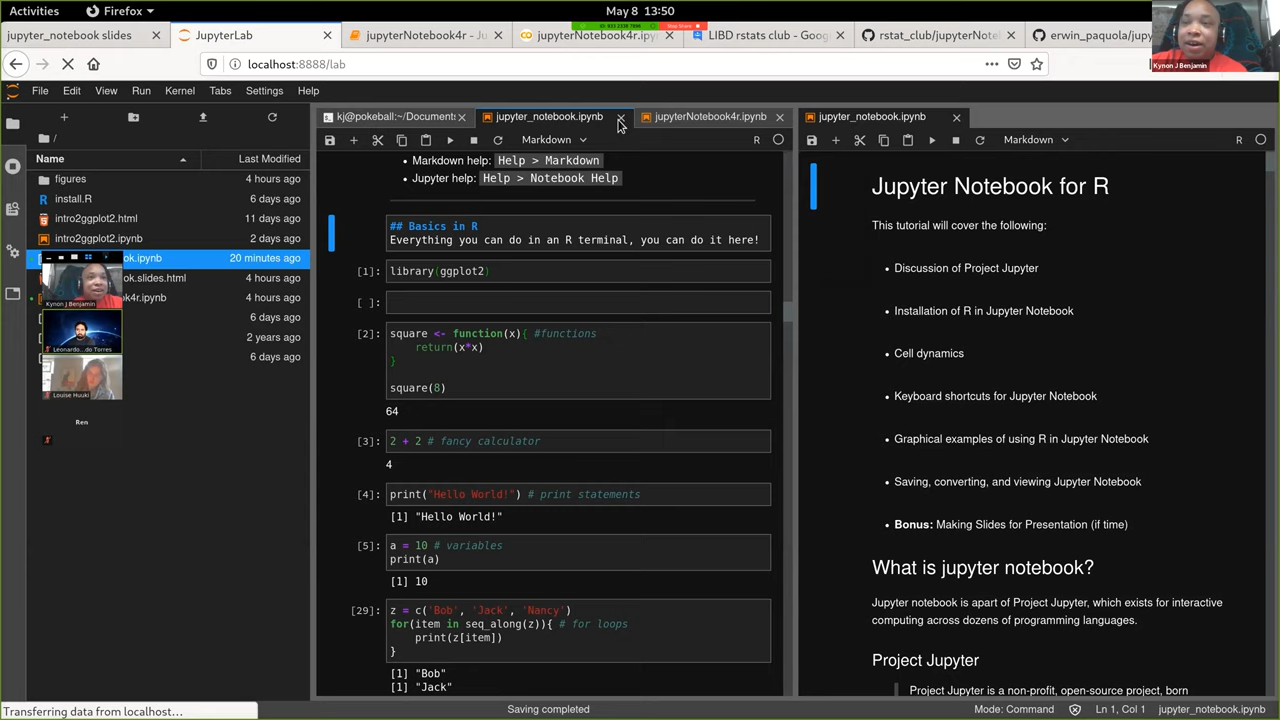 Activities
Firefox
May 8 13:50
jupyter_notebook slides
JupyterLab
jupyterNotebook4r - Ju
jupyterNotebook4r.ipy
LIBD rstats club - Goog
rstat_club/jupyterNote
erwin_paquola/jup
localhost:8888/lab
Kynon J Benjamin
File Edit View Run Kernel Tabs Settings Help
kj@pokeball:~/Document:
jupyter_notebook.ipynb
jupyterNotebook4r.ipynb
jupyter_notebook.ipynb
Markdown
R
Markdown
R
/
Name
Last Modified
figures
4 hours ago
install.R
6 days ago
intro2ggplot2.html
11 days ago
intro2ggplot2.ipynb
2 days ago
ok.ipynb
20 minutes ago
ok.slides.html
4 hours ago
k4r.ipynb
4 hours ago
6 days ago
2 years ago
6 days ago
Kynon J Benjamin
Leonardo...do Torres
Louise Huuki
Ren
• Markdown help: Help > Markdown
• Jupyter help: Help > Notebook Help
## Basics in R
Everything you can do in an R terminal, you can do it here!
[1]: library(ggplot2)
[ ]:
[2]: square <- function(x){ #functions
return(x*x)
}
square(8)
64
[3]: 2 + 2 # fancy calculator
4
[4]: print("Hello World!") # print statements
[1] "Hello World!"
[5]: a = 10 # variables
print(a)
[1] 10
[29]: z = c('Bob', 'Jack', 'Nancy')
for(item in seq_along(z)){ # for loops
print(z[item])
}
[1] "Bob"
[1] "Jack"
Jupyter Notebook for R
This tutorial will cover the following:
• Discussion of Project Jupyter
• Installation of R in Jupyter Notebook
• Cell dynamics
• Keyboard shortcuts for Jupyter Notebook
• Graphical examples of using R in Jupyter Notebook
• Saving, converting, and viewing Jupyter Notebook
• Bonus: Making Slides for Presentation (if time)
What is jupyter notebook?
Jupyter notebook is apart of Project Jupyter, which exists for interactive
computing across dozens of programming languages.
Project Jupyter
Project Jupyter is a non-profit, open-source project, born
Transferring data from localhost…
Saving completed
Mode: Command
Ln 1, Col 1
jupyter_notebook.ipynb